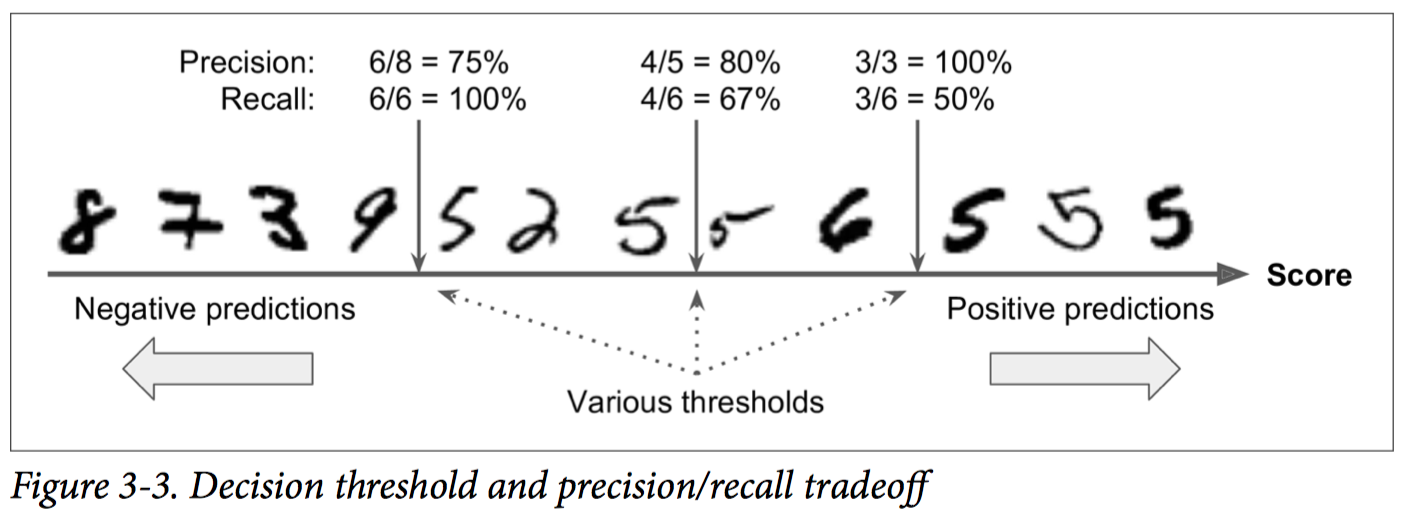 Precision: 6/8 = 75% 4/5 = 80% 3/3 = 100%
Recall: 6/6 = 100% 4/6 = 67% 3/6 = 50%
8 7 3 9 5 2 5 5 6 5 5 5
Score
Negative predictions Positive predictions
Various thresholds
Figure 3-3. Decision threshold and precision/recall tradeoff